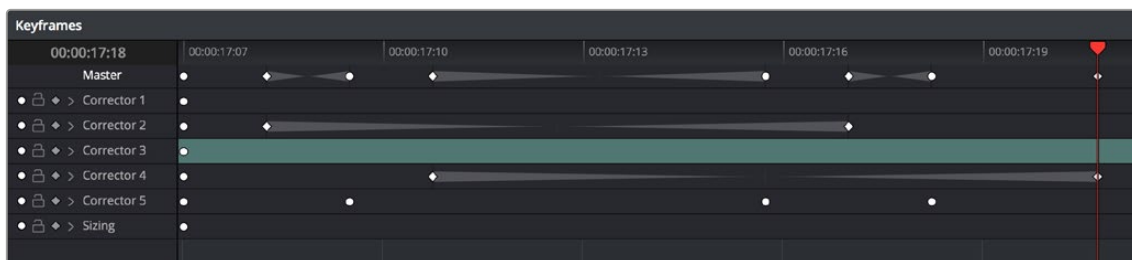 Keyframes
00:00:17:18 00:00:17:07 00:00:17:10 00:00:17:13 00:00:17:16 00:00:17:19
Master
Corrector 1
Corrector 2
Corrector 3
Corrector 4
Corrector 5
Sizing